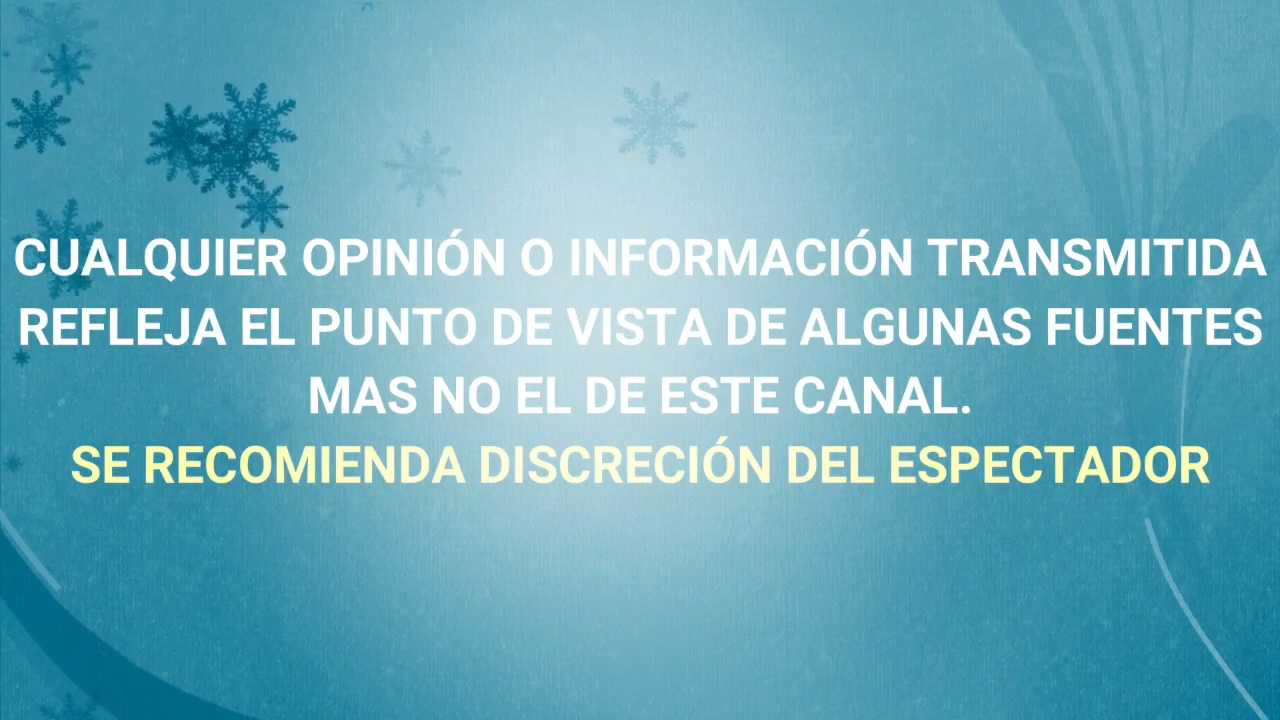 CUALQUIER OPINIÓN O INFORMACIÓN TRANSMITIDA
REFLEJA EL PUNTO DE VISTA DE ALGUNAS FUENTES
MAS NO EL DE ESTE CANAL.
SE RECOMIENDA DISCRECIÓN DEL ESPECTADOR